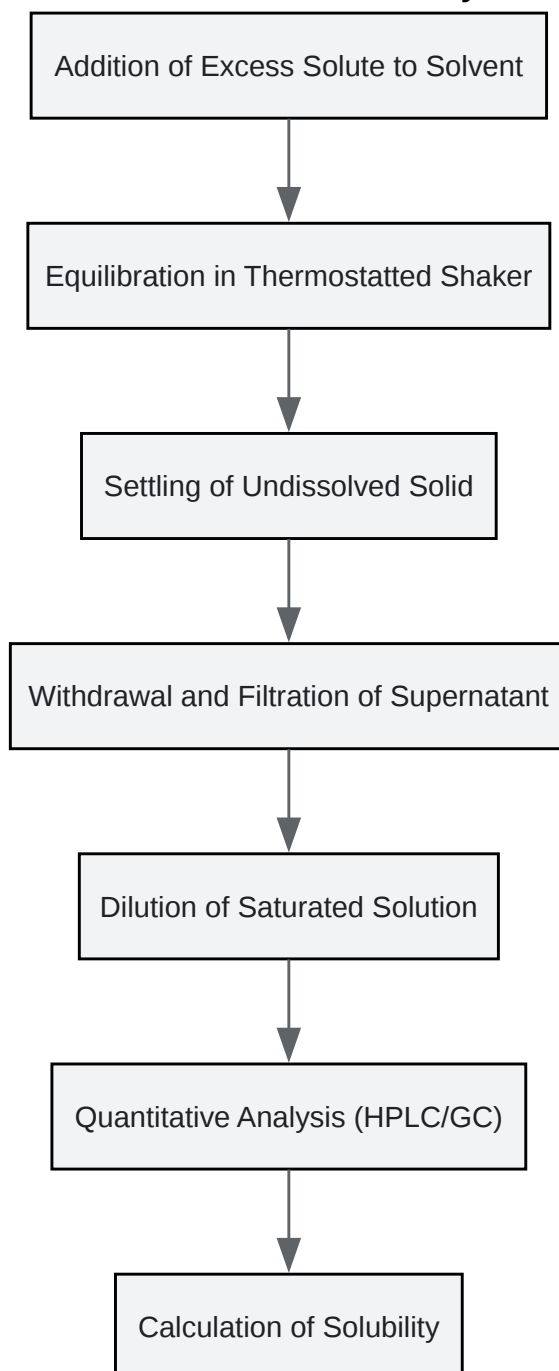 Addition of Excess Solute to Solvent
Equilibration in Thermostatted Shaker
Settling of Undissolved Solid
Withdrawal and Filtration of Supernatant
Dilution of Saturated Solution
Quantitative Analysis (HPLC/GC)
Calculation of Solubility